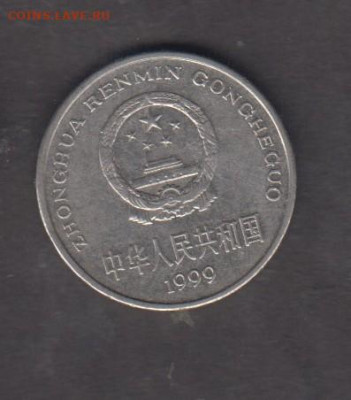 COINS.LAVE.RU
ZHONGHUA RENMIN GONGHEGUO
中华人民共和国
1999